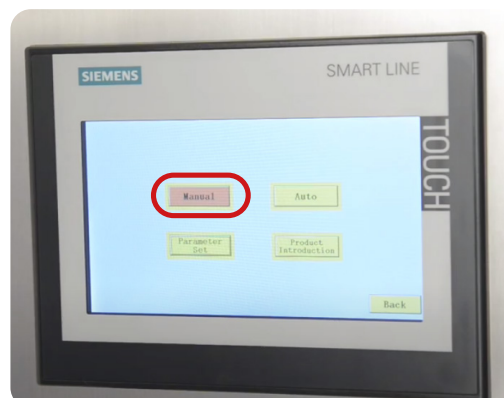 SIEMENS
SMART LINE
TOUCH
Manual
Auto
Parameter
Set
Product
Introduction
Back